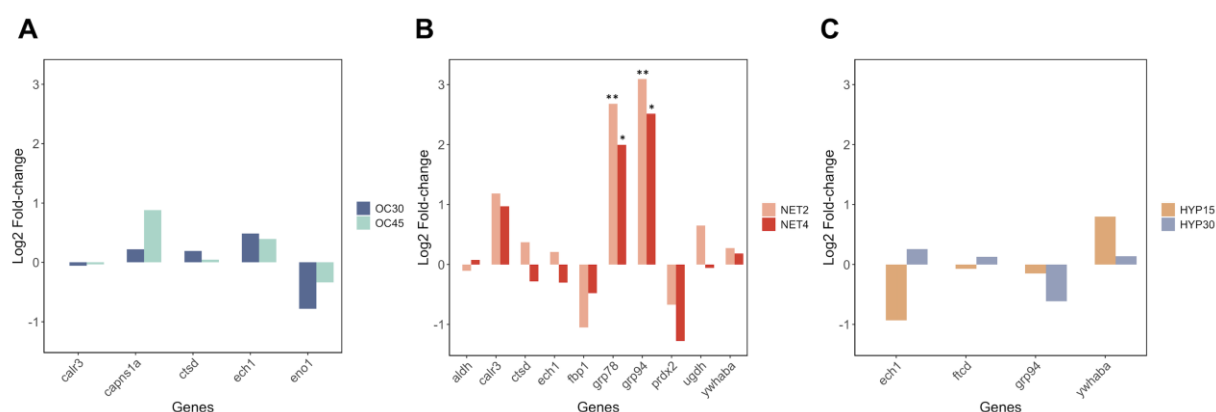 A
B
C
Log2 Fold-change
3
2
1
0
-1
calr3
capns1a
ctsd
ech1
eno1
Genes
OC30
OC45
Log2 Fold-change
3
2
1
0
-1
**
*
**
*
aldh
calr3
ctsd
ech1
fbp1
grp78
grp94
prdx2
ugdh
ywhaba
Genes
NET2
NET4
Log2 Fold-change
3
2
1
0
-1
ech1
ftcd
grp94
ywhaba
Genes
HYP15
HYP30